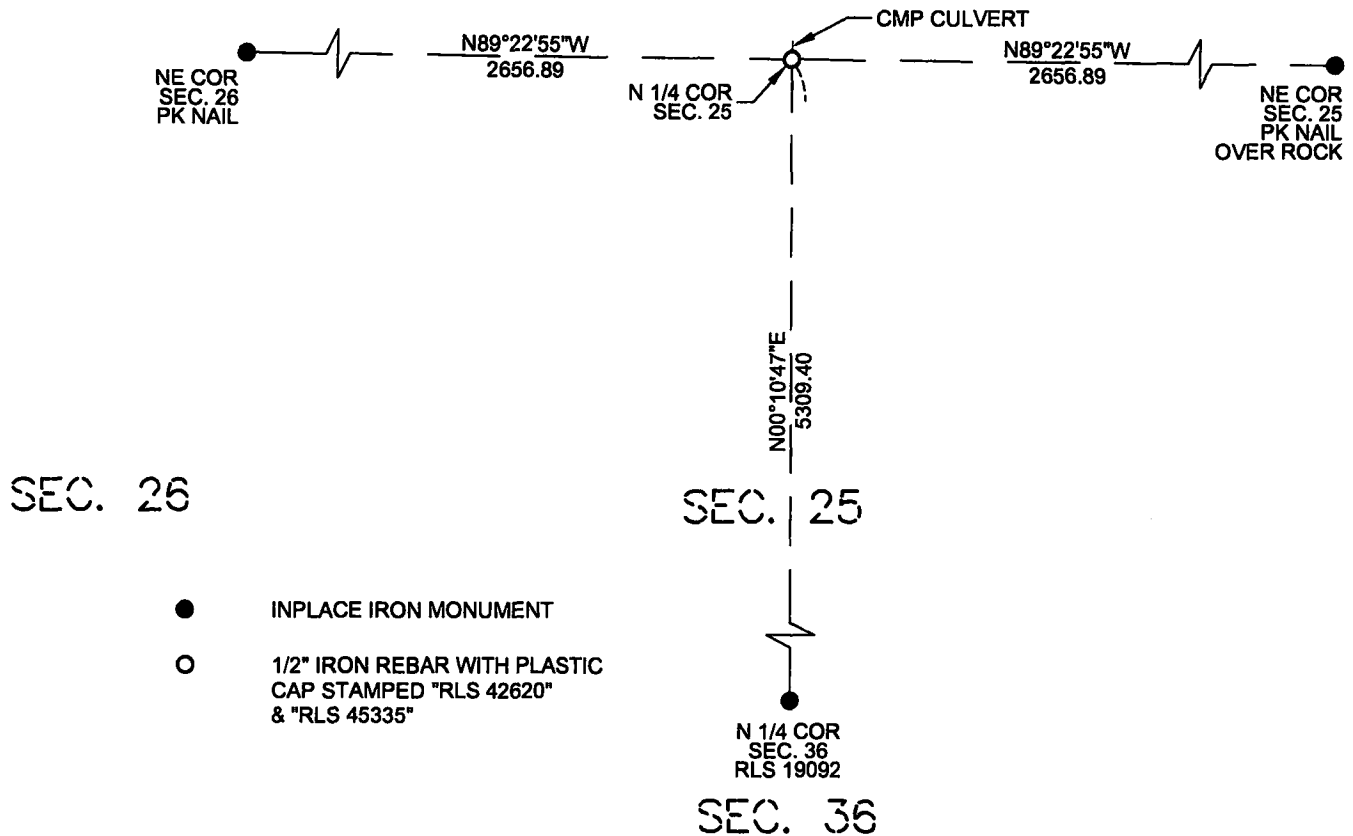 CMP CULVERT
N89°22'55"W
2656.89
N89°22'55"W
2656.89
NE COR
SEC. 26
PK NAIL
N 1/4 COR
SEC. 25
NE COR
SEC. 25
PK NAIL
OVER ROCK
N00°10'47"E
5309.40
SEC. 26
SEC. 25
INPLACE IRON MONUMENT
1/2" IRON REBAR WITH PLASTIC
CAP STAMPED "RLS 42620"
& "RLS 45335"
N 1/4 COR
SEC. 36
RLS 19092
SEC. 36